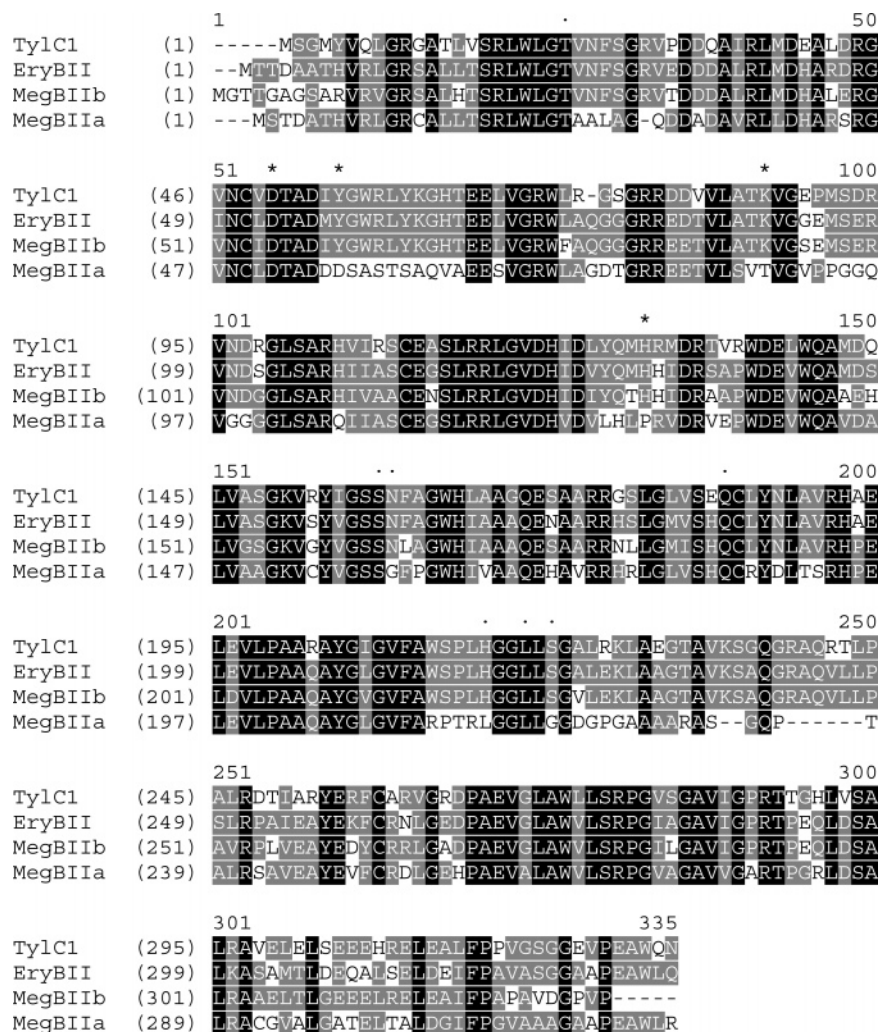 1 · 50
TylC1 (1) -----MSGMYVQLGRGATLVSRLWLGTVNFSGRVPDDQAIRLMDEALDRG
EryBII (1) --MTTDAATHVRLGRSALLTSRLWLGTVNFSGRVEDDDALRLMDHARDRG
MegBIIb (1) MGTTGAGSARVRVGRSALHTSRLWLGTVNFSGRVTDDDALRLMDHALERG
MegBIIa (1) ---MSTDATHVRLGRCALLTSRLWLGTAALAG-QDDADAVRLLDHARSRG
51 * * * 100
TylC1 (46) VNCVDTADIYGWRLYKGHTEELVGRWLR-GSGRRDDVVLATKVGEPMSDR
EryBII (49) INCLDTADMYGWRLYKGHTEELVGRWLAQGGGRREDTVLATKVGGEMSER
MegBIIb (51) VNCIDTADIYGWRLYKGHTEELVGRWFAQGGGRREETVLATKVGSEMSER
MegBIIa (47) VNCLDTADDDSASTSAQVAEESVGRWLAGDTGRREETVLSVTVGVPPGGQ
101 * 150
TylC1 (95) VNDRGLSARHVIRSCEASLRRLGVDHIDLYQMHRMDRTVRWDELWQAMDQ
EryBII (99) VNDSGLSARHIIASCEGSLRRLGVDHIDVYQMHHIDRSAPWDEVWQAMDS
MegBIIb (101) VNDGGLSARHIVAACENSLRRLGVDHIDIYQTHHIDRAAPWDEVWQAAEH
MegBIIa (97) VGGGGLSARQIIASCEGSLRRLGVDHVDVLHLPRVDRVEPWDEVWQAVDA
151 ·· · 200
TylC1 (145) LVASGKVRYIGSSNFAGWHLAAGQESAARRGSLGLVSEQCLYNLAVRHAE
EryBII (149) LVASGKVSYVGSSNFAGWHIAAAQENAARRHSLGMVSHQCLYNLAVRHAE
MegBIIb (151) LVGSGKVGYVGSSNLAGWHIAAAQESAARRNLLGMISHQCLYNLAVRHPE
MegBIIa (147) LVAAGKVCYVGSSGFPGWHIVAAQEHAVRRHRLGLVSHQCRYDLTSRHPE
201 · · · 250
TylC1 (195) LEVLPAARAYGIGVFAWSPLHGGLLSGALRKLAEGTAVKSGQGRAQRTLP
EryBII (199) LEVLPAAQAYGLGVFAWSPLHGGLLSGALEKLAAGTAVKSAQGRAQVLLP
MegBIIb (201) LDVLPAAQAYGVGVFAWSPLHGGLLSGVLEKLAAGTAVKSAQGRAQVLLP
MegBIIa (197) LEVLPAAQAYGLGVFARPTRLGGLLGGDGPGAAAARAS--GQP------T
251 300
TylC1 (245) ALRDTIARYERFCARVGRDPAEVGLAWLLSRPGVSGAVIGPRTTGHLVSA
EryBII (249) SLRPAIEAYEKFCRNLGEDPAEVGLAWVLSRPGIAGAVIGPRTPEQLDSA
MegBIIb (251) AVRPLVEAYEDYCRRLGADPAEVGLAWVLSRPGILGAVIGPRTPEQLDSA
MegBIIa (239) ALRSAVEAYEVFCRDLGEHPAEVALAWVLSRPGVAGAVVGARTPGRLDSA
301 335
TylC1 (295) LRAVELELSEEEHRELEALFPPVGSGGEVPEAWQN
EryBII (299) LKASAMTLDEQALSELDEIFPAVASGGAAPEAWLQ
MegBIIb (301) LRAAELTLGEEELRELEAIFPAPAVDGPVP-----
MegBIIa (289) LRACGVALGATELTALDGIFPGVAAAGAAPEAWLR